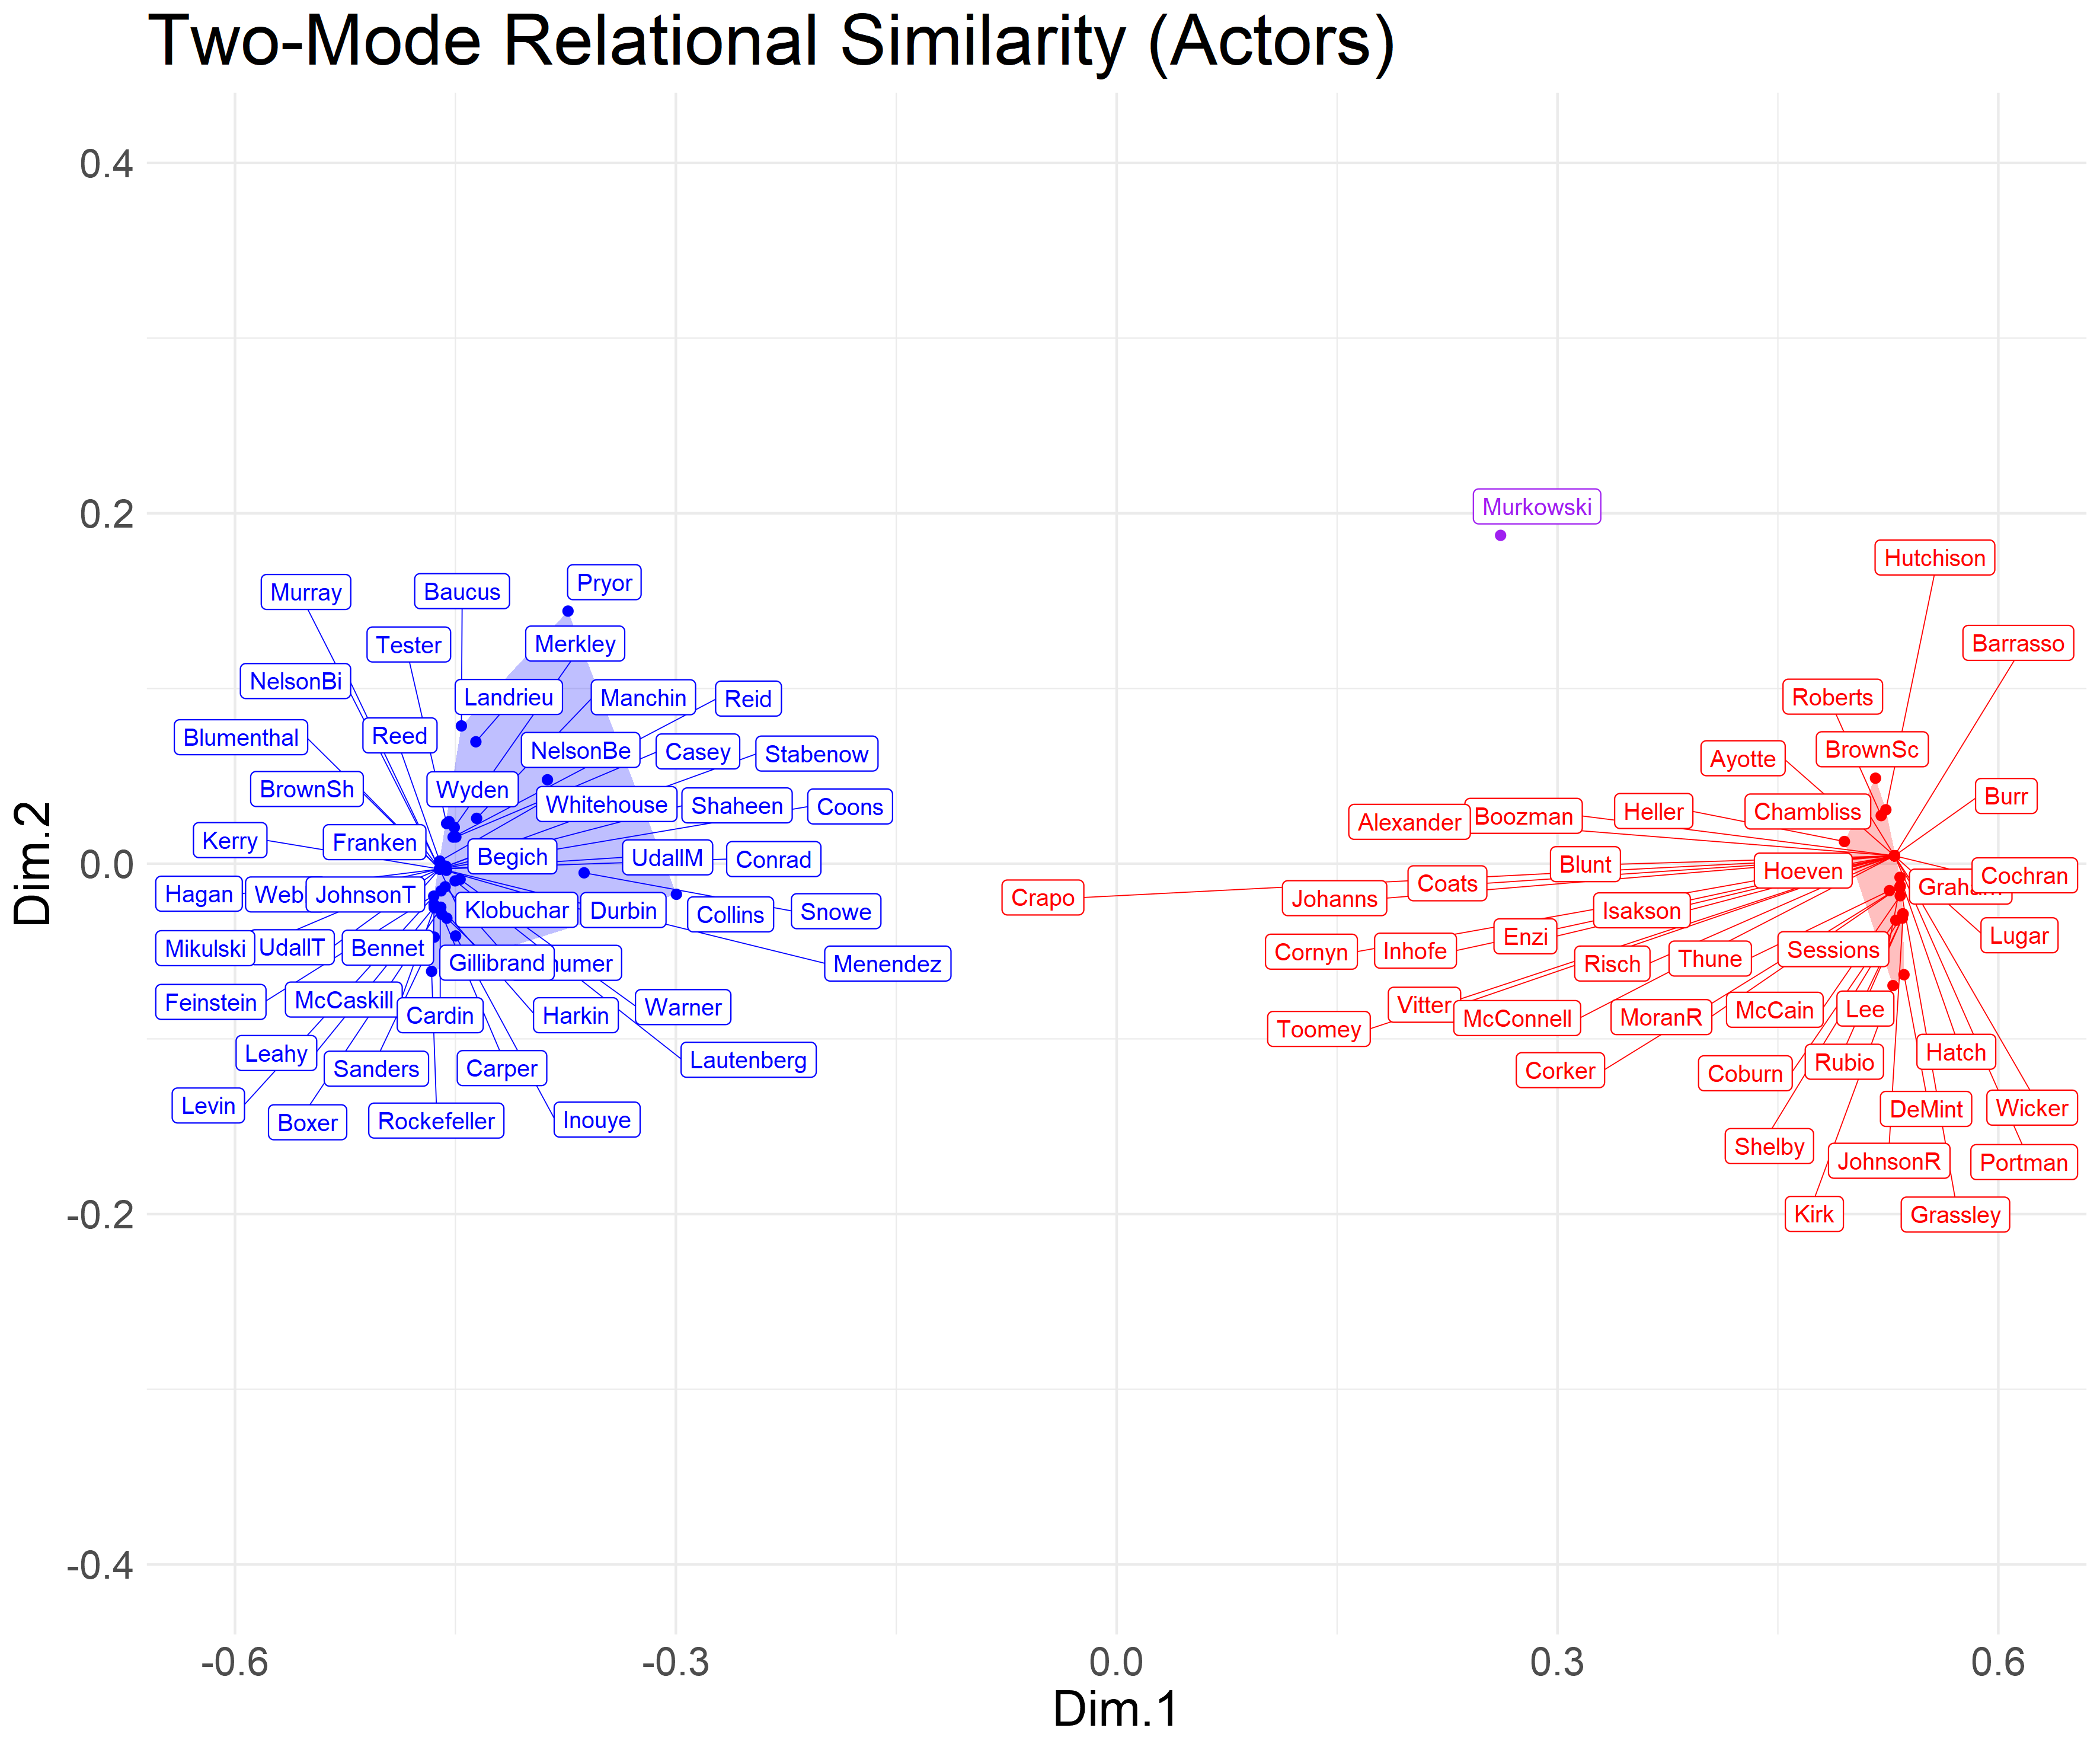 Two-Mode Relational Similarity (Actors)
0.4
0.2
0.0
-0.2
-0.4
Dim.2
Murkowski
Hutchison
Murray
Baucus
Pryor
Tester
Merkley
Barrasso
NelsonBi
Landrieu
Manchin
Reid
Roberts
Blumenthal
Reed
NelsonBe
Casey
Stabenow
Ayotte
BrownSc
BrownSh
Wyden
Whitehouse
Shaheen
Coons
Alexander
Boozman
Heller
Chambliss
Burr
Kerry
Franken
Begich
UdallM
Conrad
Blunt
Hoeven
Hagan
Web
JohnsonT
Klobuchar
Durbin
Collins
Snowe
Crapo
Johanns
Coats
Isakson
Cochran
Mikulski
UdallT
Bennet
Gillibrand
Menendez
Cornyn
Inhofe
Enzi
Risch
Thune
Sessions
Lugar
Feinstein
McCaskill
Cardin
Harkin
Warner
Toomey
Vitter
McConnell
MoranR
McCain
Lee
Leahy
Sanders
Carper
Lautenberg
Corker
Coburn
Rubio
Hatch
Levin
Boxer
Rockefeller
Inouye
DeMint
Wicker
Shelby
JohnsonR
Portman
Kirk
Grassley
-0.6
-0.3
0.0
0.3
0.6
Dim.1